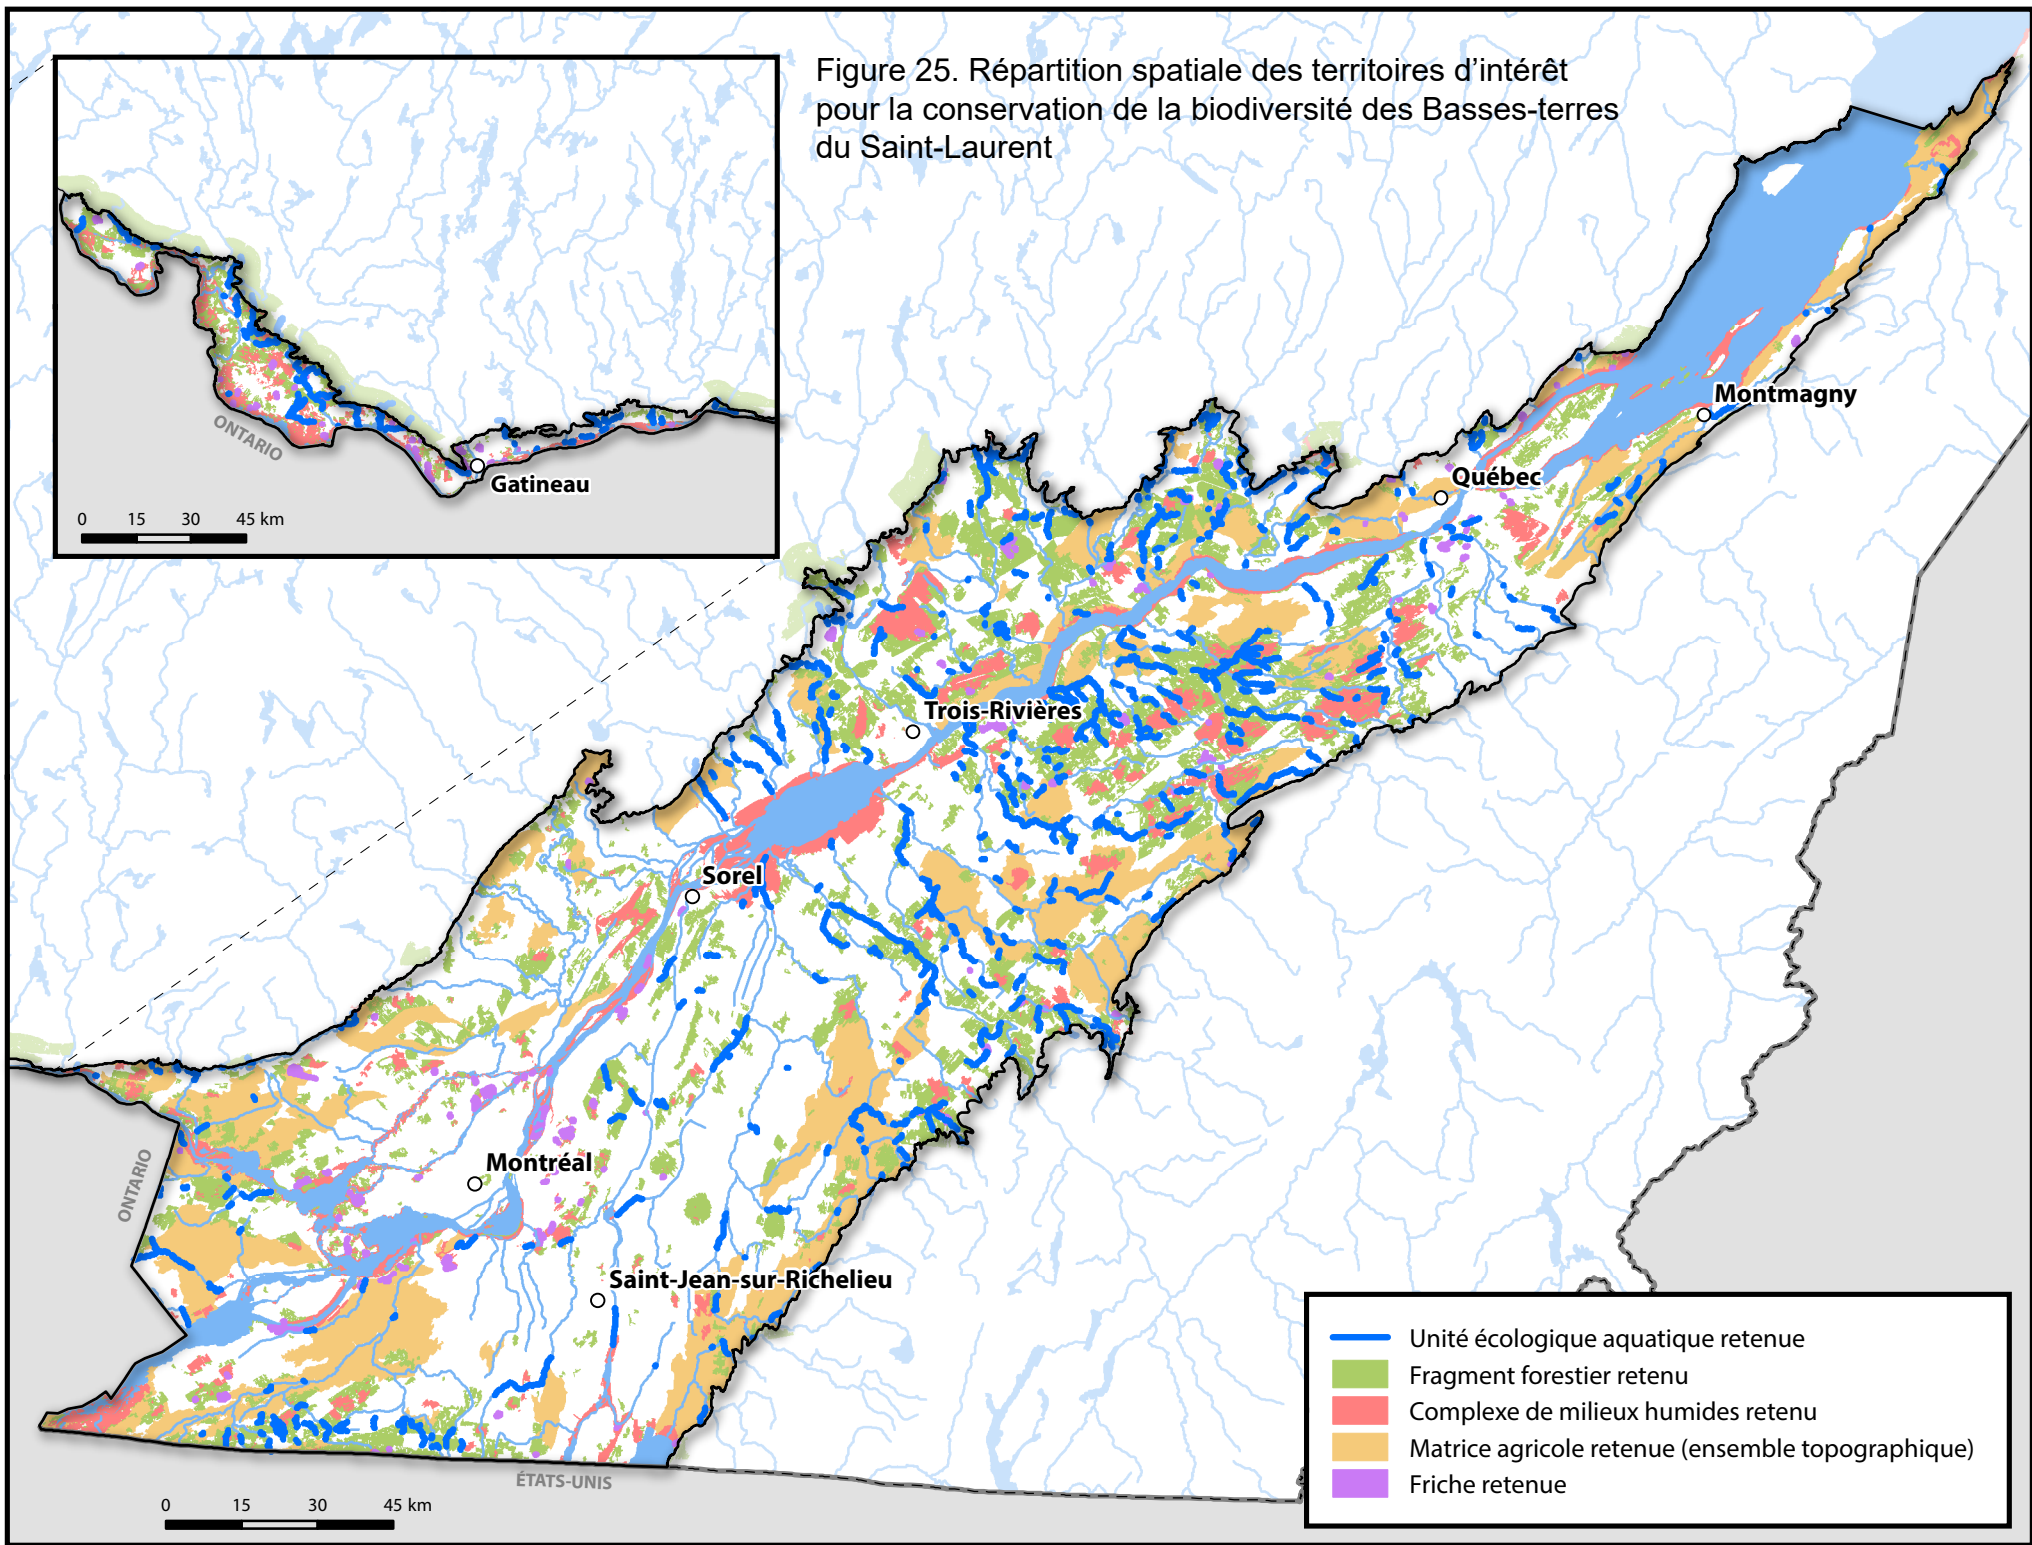 Figure 25. Répartition spatiale des territoires d'intérêt
pour la conservation de la biodiversité des Basses-terres
du Saint-Laurent
ONTARIO
Gatineau
0 15 30 45 km
Montmagny
Québec
Trois-Rivières
Sorel
Montréal
ONTARIO
Saint-Jean-sur-Richelieu
ÉTATS-UNIS
0 15 30 45 km
Unité écologique aquatique retenue
Fragment forestier retenu
Complexe de milieux humides retenu
Matrice agricole retenue (ensemble topographique)
Friche retenue